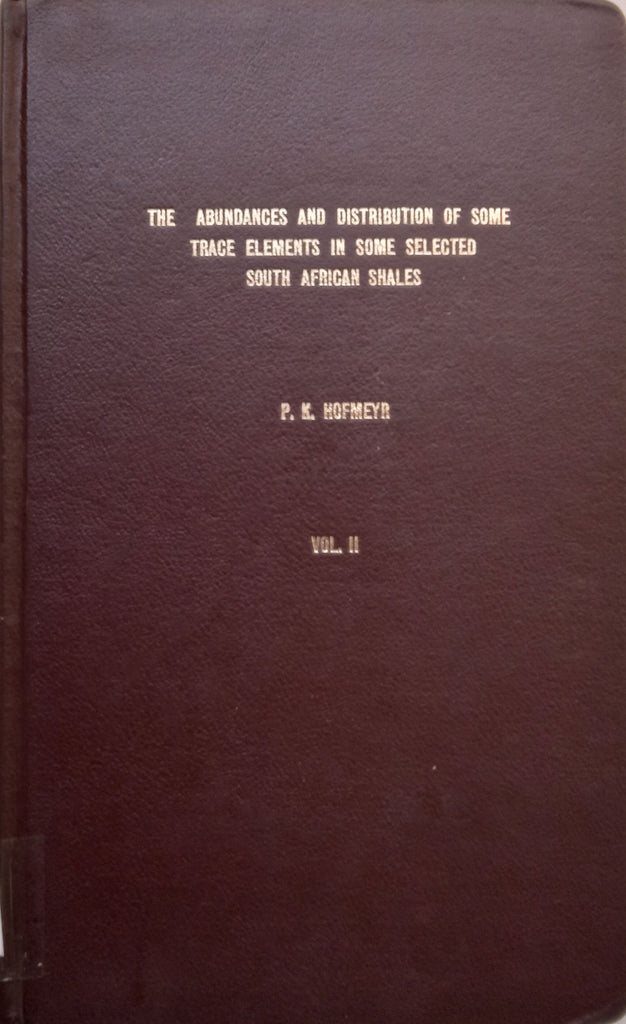 THE ABUNDANCES AND DISTRIBUTION OF SOME
TRACE ELEMENTS IN SOME SELECTED
SOUTH AFRICAN SHALES
P. K. HOFMEYR
VOL. II